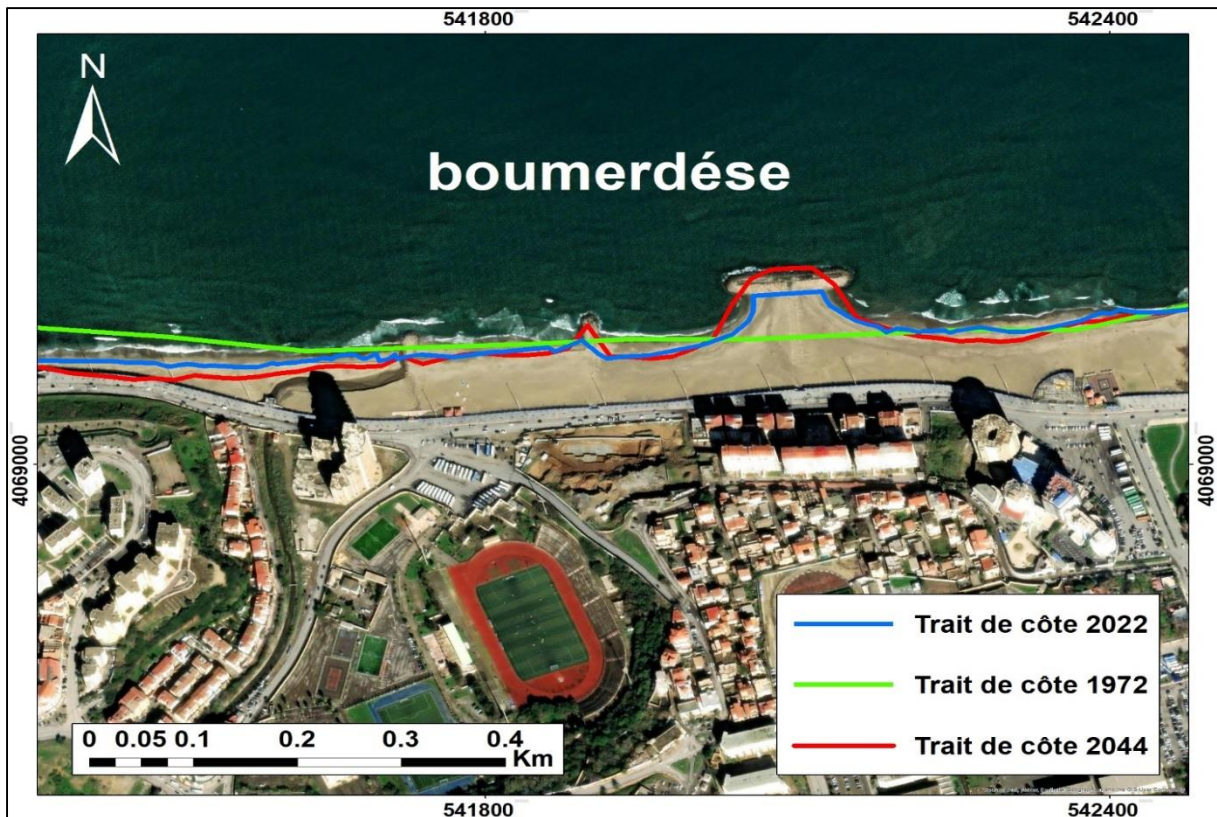 541800
542400
N
boumerdése
4069000
4069000
Trait de côte 2022
Trait de côte 1972
Trait de côte 2044
0 0.05 0.1 0.2 0.3 0.4
Km
541800
542400